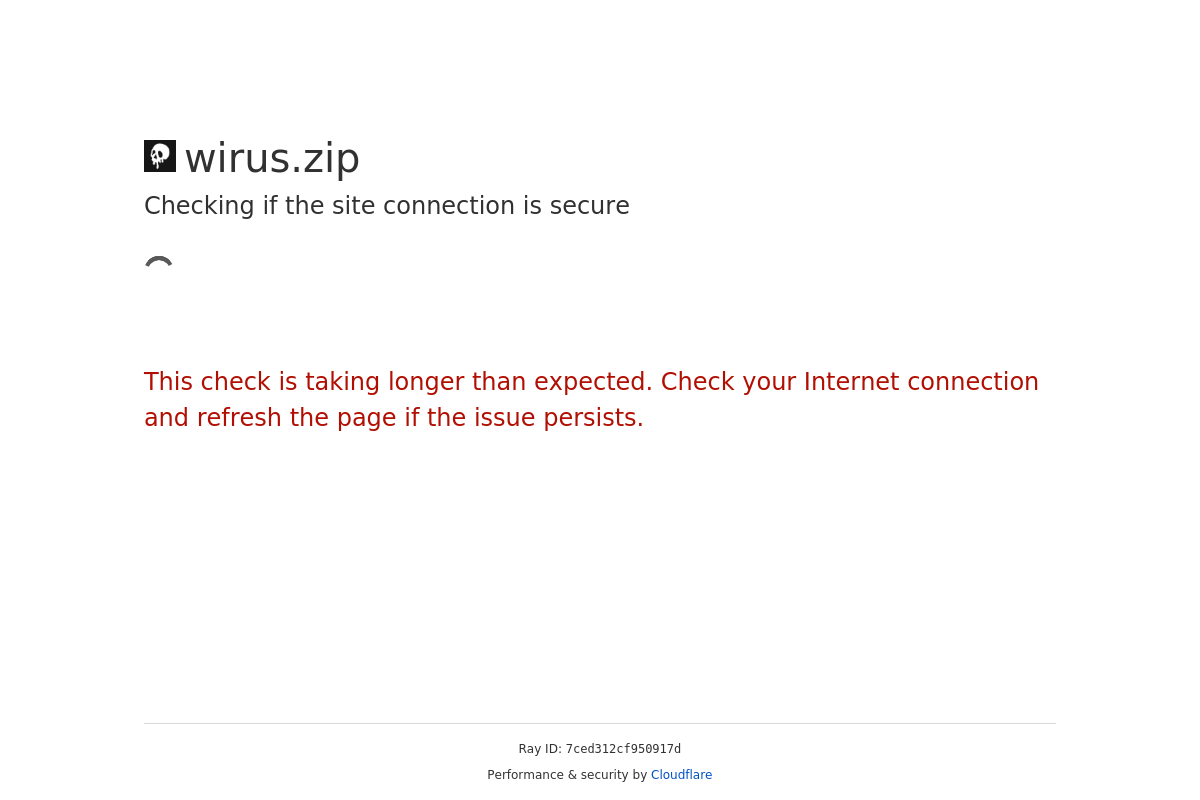 wirus.zip
Checking if the site connection is secure
This check is taking longer than expected. Check your Internet connection
and refresh the page if the issue persists.
Ray ID: 7ced312cf950917d
Performance & security by Cloudflare